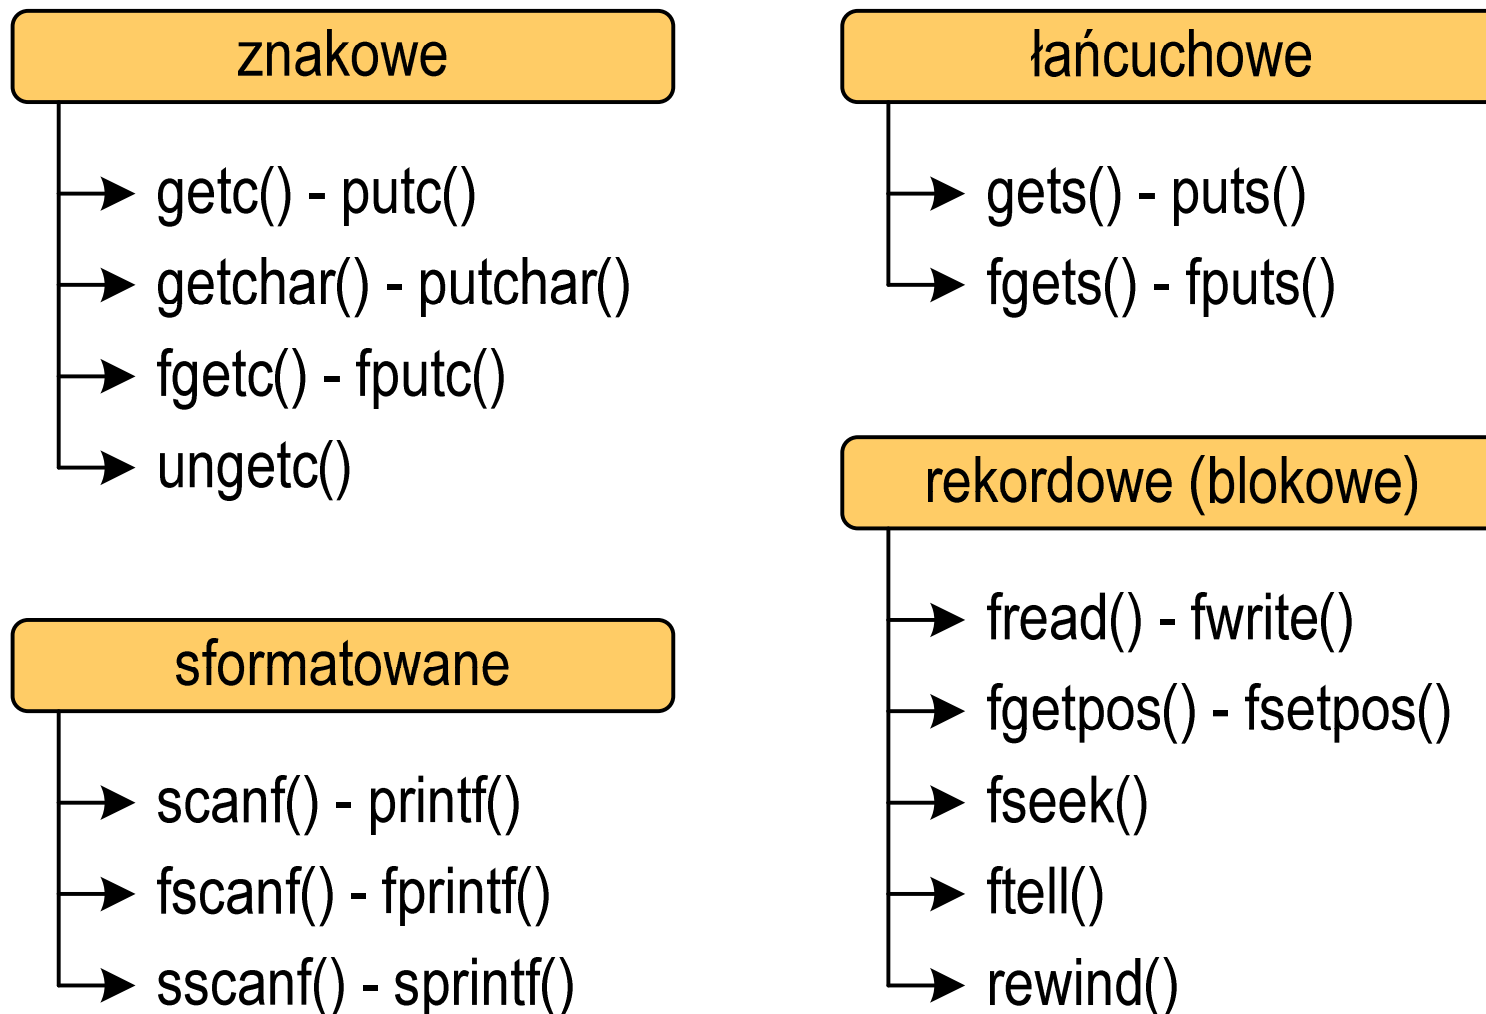 znakowe
getc() - putc()
getchar() - putchar()
fgetc() - fputc()
ungetc()
łańcuchowe
gets() - puts()
fgets() - fputs()
sformatowane
scanf() - printf()
fscanf() - fprintf()
sscanf() - sprintf()
rekordowe (blokowe)
fread() - fwrite()
fgetpos() - fsetpos()
fseek()
ftell()
rewind()